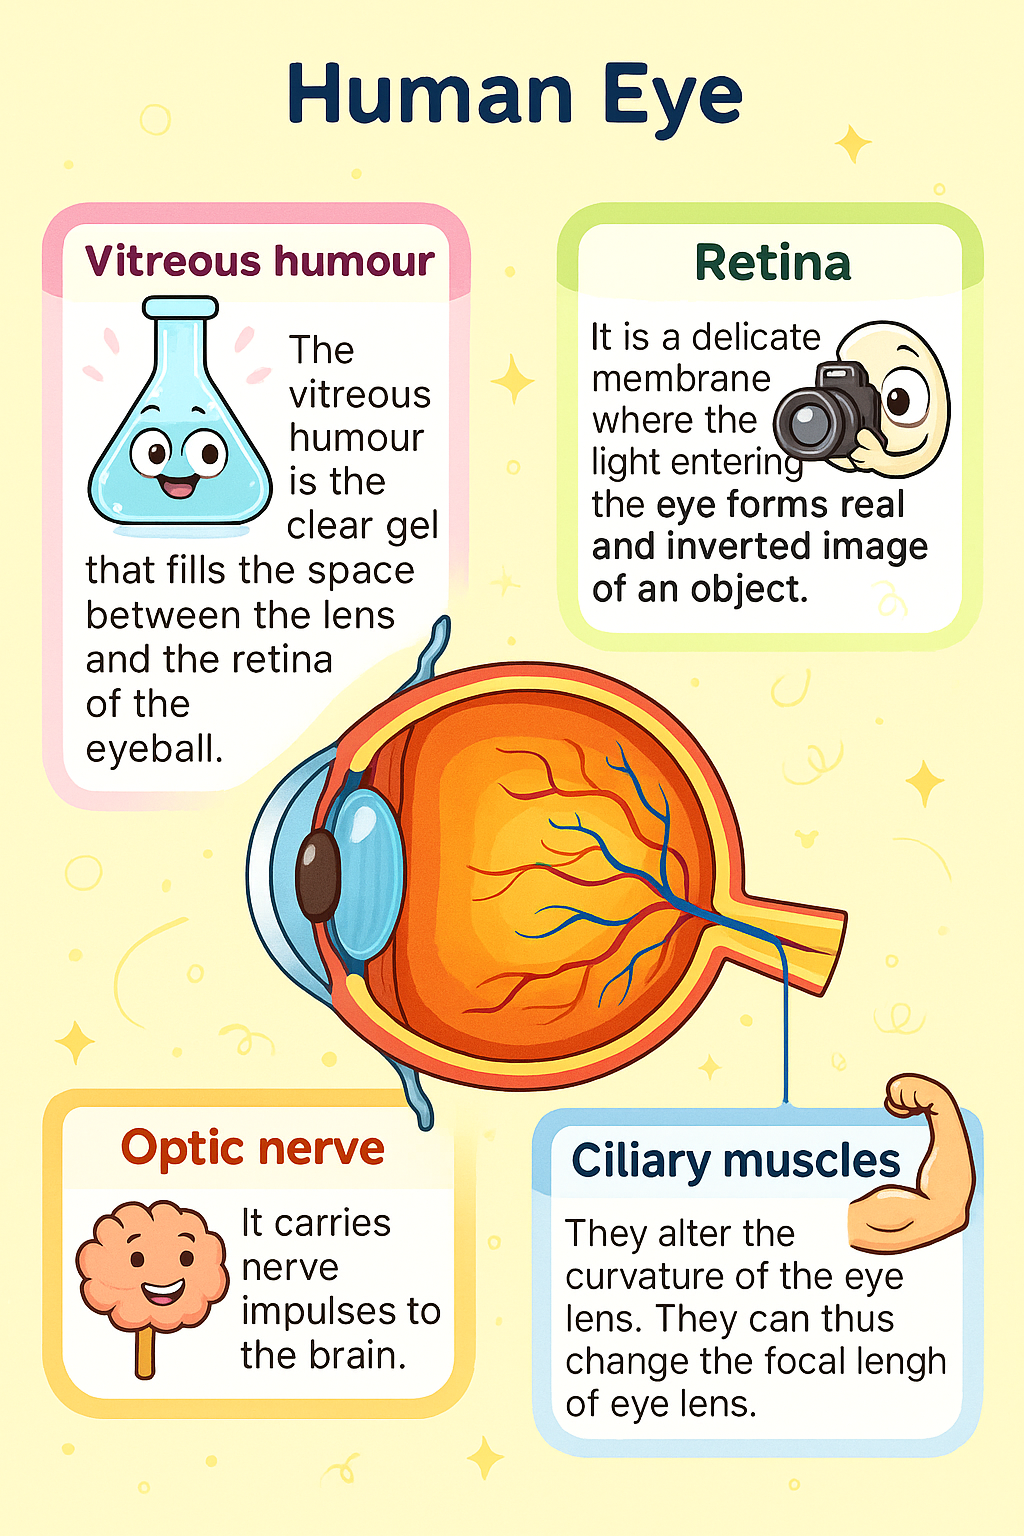 Human Eye
Vitreous humour
The
vitreous
humour
is the
clear gel
that fills the space
between the lens
and the retina
of the
eyeball.
Retina
It is a delicate
membrane
where the
light entering
the eye forms real
and inverted image
of an object.
Optic nerve
It carries
nerve
impulses to
the brain.
Ciliary muscles
They alter the
curvature of the eye
lens. They can thus
change the focal lengh
of eye lens.